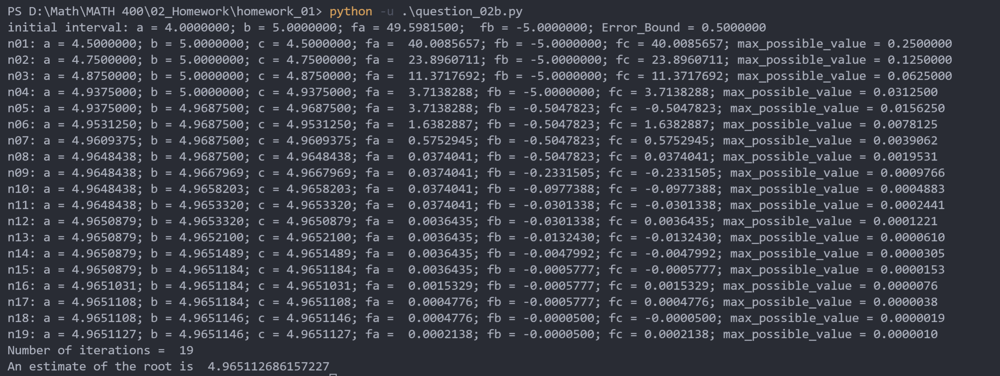 PS D:\Math\MATH 400\02_Homework\homework_01> python -u .\question_02b.py
initial interval: a = 4.0000000; b = 5.0000000; fa = 49.5981500;  fb = -5.0000000; Error_Bound = 0.5000000
n01: a = 4.5000000; b = 5.0000000; c = 4.5000000; fa =  40.0085657; fb = -5.0000000; fc = 40.0085657; max_possible_value = 0.2500000
n02: a = 4.7500000; b = 5.0000000; c = 4.7500000; fa =  23.8960711; fb = -5.0000000; fc = 23.8960711; max_possible_value = 0.1250000
n03: a = 4.8750000; b = 5.0000000; c = 4.8750000; fa =  11.3717692; fb = -5.0000000; fc = 11.3717692; max_possible_value = 0.0625000
n04: a = 4.9375000; b = 5.0000000; c = 4.9375000; fa =  3.7138288; fb = -5.0000000; fc = 3.7138288; max_possible_value = 0.0312500
n05: a = 4.9375000; b = 4.9687500; c = 4.9687500; fa =  3.7138288; fb = -0.5047823; fc = -0.5047823; max_possible_value = 0.0156250
n06: a = 4.9531250; b = 4.9687500; c = 4.9531250; fa =  1.6382887; fb = -0.5047823; fc = 1.6382887; max_possible_value = 0.0078125
n07: a = 4.9609375; b = 4.9687500; c = 4.9609375; fa =  0.5752945; fb = -0.5047823; fc = 0.5752945; max_possible_value = 0.0039062
n08: a = 4.9648438; b = 4.9687500; c = 4.9648438; fa =  0.0374041; fb = -0.5047823; fc = 0.0374041; max_possible_value = 0.0019531
n09: a = 4.9648438; b = 4.9667969; c = 4.9667969; fa =  0.0374041; fb = -0.2331505; fc = -0.2331505; max_possible_value = 0.0009766
n10: a = 4.9648438; b = 4.9658203; c = 4.9658203; fa =  0.0374041; fb = -0.0977388; fc = -0.0977388; max_possible_value = 0.0004883
n11: a = 4.9648438; b = 4.9653320; c = 4.9653320; fa =  0.0374041; fb = -0.0301338; fc = -0.0301338; max_possible_value = 0.0002441
n12: a = 4.9650879; b = 4.9653320; c = 4.9650879; fa =  0.0036435; fb = -0.0301338; fc = 0.0036435; max_possible_value = 0.0001221
n13: a = 4.9650879; b = 4.9652100; c = 4.9652100; fa =  0.0036435; fb = -0.0132430; fc = -0.0132430; max_possible_value = 0.0000610
n14: a = 4.9650879; b = 4.9651489; c = 4.9651489; fa =  0.0036435; fb = -0.0047992; fc = -0.0047992; max_possible_value = 0.0000305
n15: a = 4.9650879; b = 4.9651184; c = 4.9651184; fa =  0.0036435; fb = -0.0005777; fc = -0.0005777; max_possible_value = 0.0000153
n16: a = 4.9651031; b = 4.9651184; c = 4.9651031; fa =  0.0015329; fb = -0.0005777; fc = 0.0015329; max_possible_value = 0.0000076
n17: a = 4.9651108; b = 4.9651184; c = 4.9651108; fa =  0.0004776; fb = -0.0005777; fc = 0.0004776; max_possible_value = 0.0000038
n18: a = 4.9651108; b = 4.9651146; c = 4.9651146; fa =  0.0004776; fb = -0.0000500; fc = -0.0000500; max_possible_value = 0.0000019
n19: a = 4.9651127; b = 4.9651146; c = 4.9651127; fa =  0.0002138; fb = -0.0000500; fc = 0.0002138; max_possible_value = 0.0000010
Number of iterations =  19
An estimate of the root is  4.965112686157227